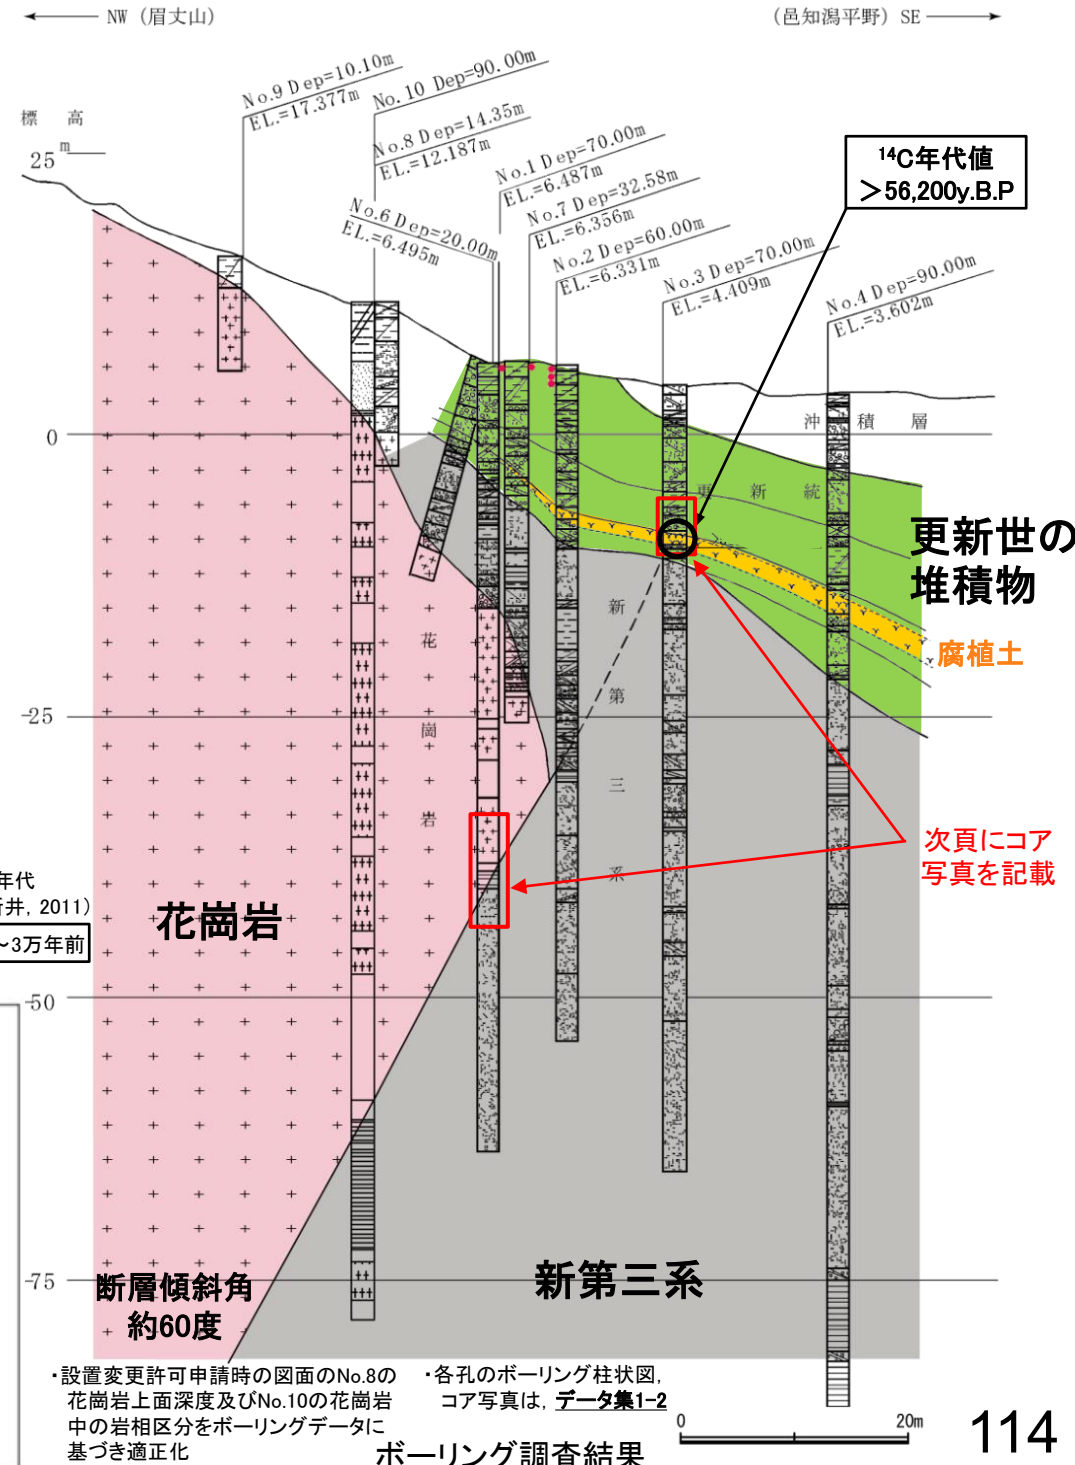 NW (眉丈山)
(邑知潟平野) SE
No.9 Dep=10.10m
EL.=17.377m
No.10 Dep=90.00m
No.8 Dep=14.35m
EL.=12.187m
No.1 Dep=70.00m
EL.=6.487m
No.7 Dep=32.58m
EL.=6.356m
No.6 Dep=20.00m
EL.=6.495m
No.2 Dep=60.00m
EL.=6.331m
No.3 Dep=70.00m
EL.=4.409m
No.4 Dep=90.00m
EL.=3.602m
標 高
25 m
¹⁴C年代値
>56,200y.B.P
0
沖 積 層
更 新 統
更新世の
堆積物
腐植土
新 第 三 系
花 崗 岩
-25
次頁にコア
写真を記載
年代
井, 2011)
~3万年前
花崗岩
-50
新第三系
-75
断層傾斜角
約60度
・設置変更許可申請時の図面のNo.8の
花崗岩上面深度及びNo.10の花崗岩
中の岩相区分をボーリングデータに
基づき適正化
・各孔のボーリング柱状図,
コア写真は, データ集1-2
0 20m
ボーリング調査結果
114